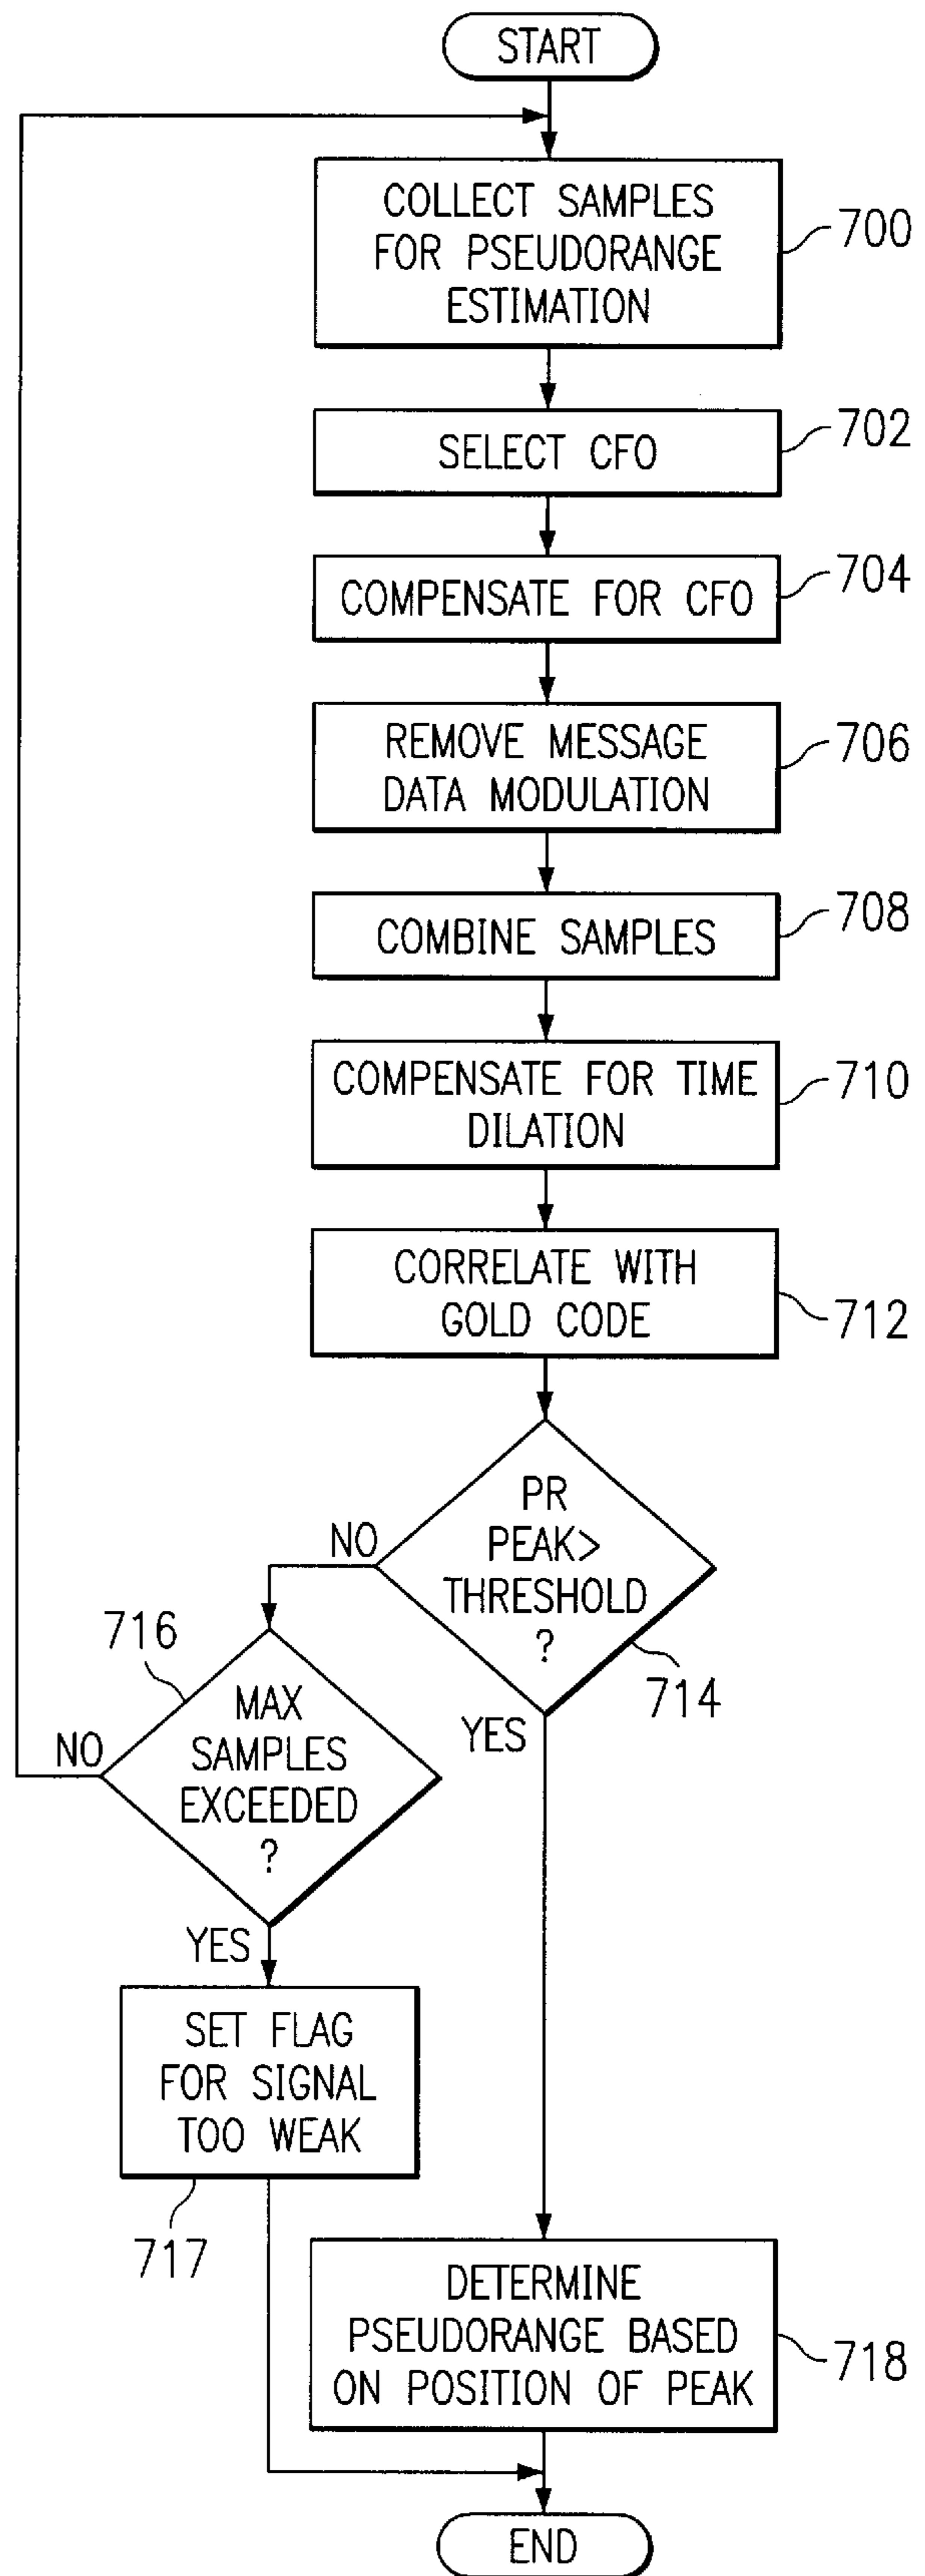 START
COLLECT SAMPLES
FOR PSEUDORANGE
ESTIMATION
700
SELECT CFO
702
COMPENSATE FOR CFO
704
REMOVE MESSAGE
DATA MODULATION
706
COMBINE SAMPLES
708
COMPENSATE FOR TIME
DILATION
710
CORRELATE WITH
GOLD CODE
712
PR
PEAK>
THRESHOLD
?
714
NO
YES
716
MAX
SAMPLES
EXCEEDED
?
NO
YES
SET FLAG
FOR SIGNAL
TOO WEAK
717
DETERMINE
PSEUDORANGE BASED
ON POSITION OF PEAK
718
END